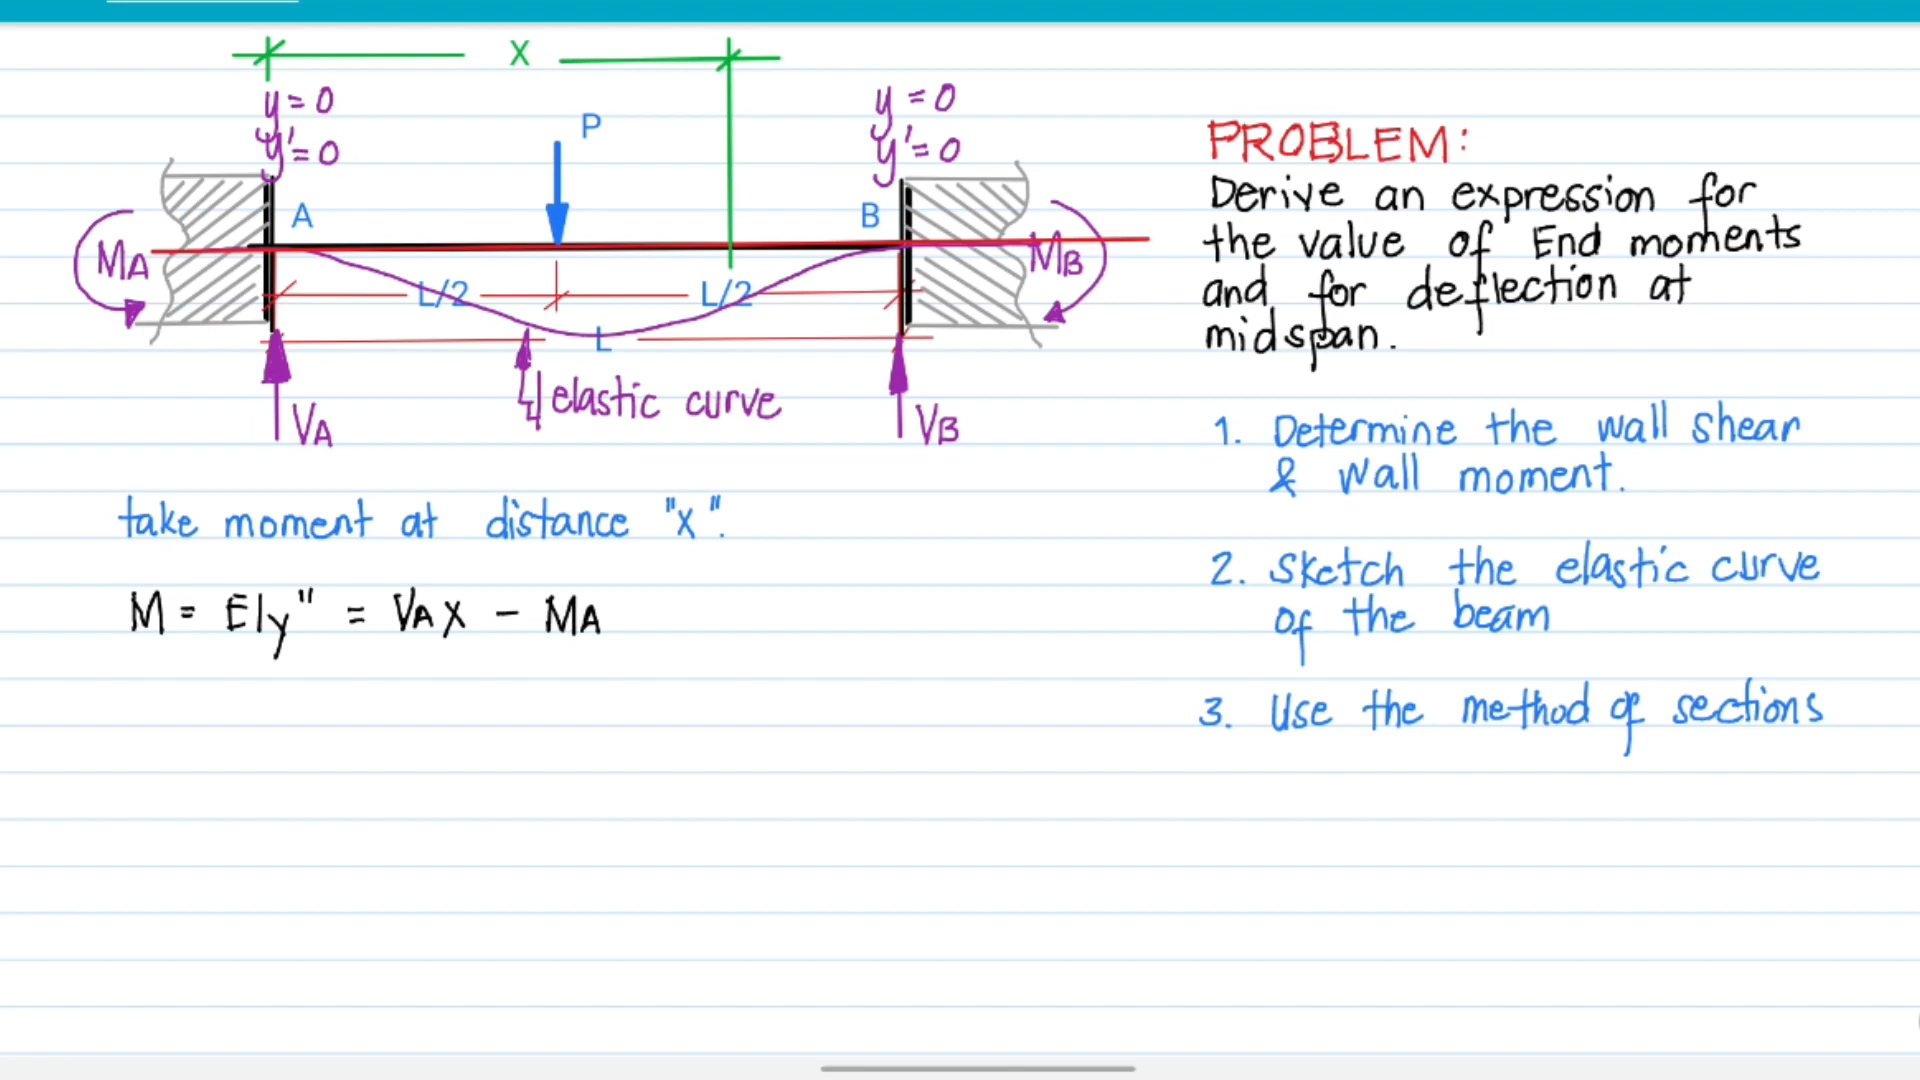 X
y = 0
y' = 0
y = 0
y' = 0
P
A
B
MA
MB
L/2
L/2
L
elastic curve
VA
VB
take moment at distance "x".
M = EIy" = VAX - MA
PROBLEM:
Derive an expression for
the value of End moments
and for deflection at
midspan.
1. Determine the wall shear
& wall moment.
2. Sketch the elastic curve
of the beam
3. Use the method of sections